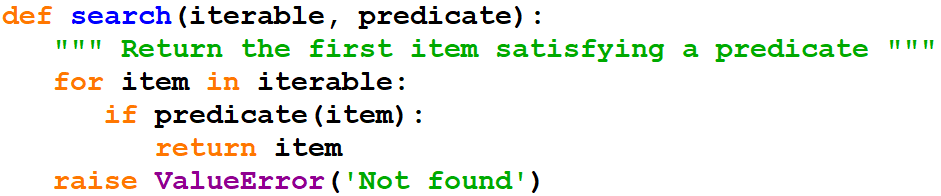 def search(iterable, predicate):
   """ Return the first item satisfying a predicate """
   for item in iterable:
      if predicate(item):
         return item
   raise ValueError('Not found')